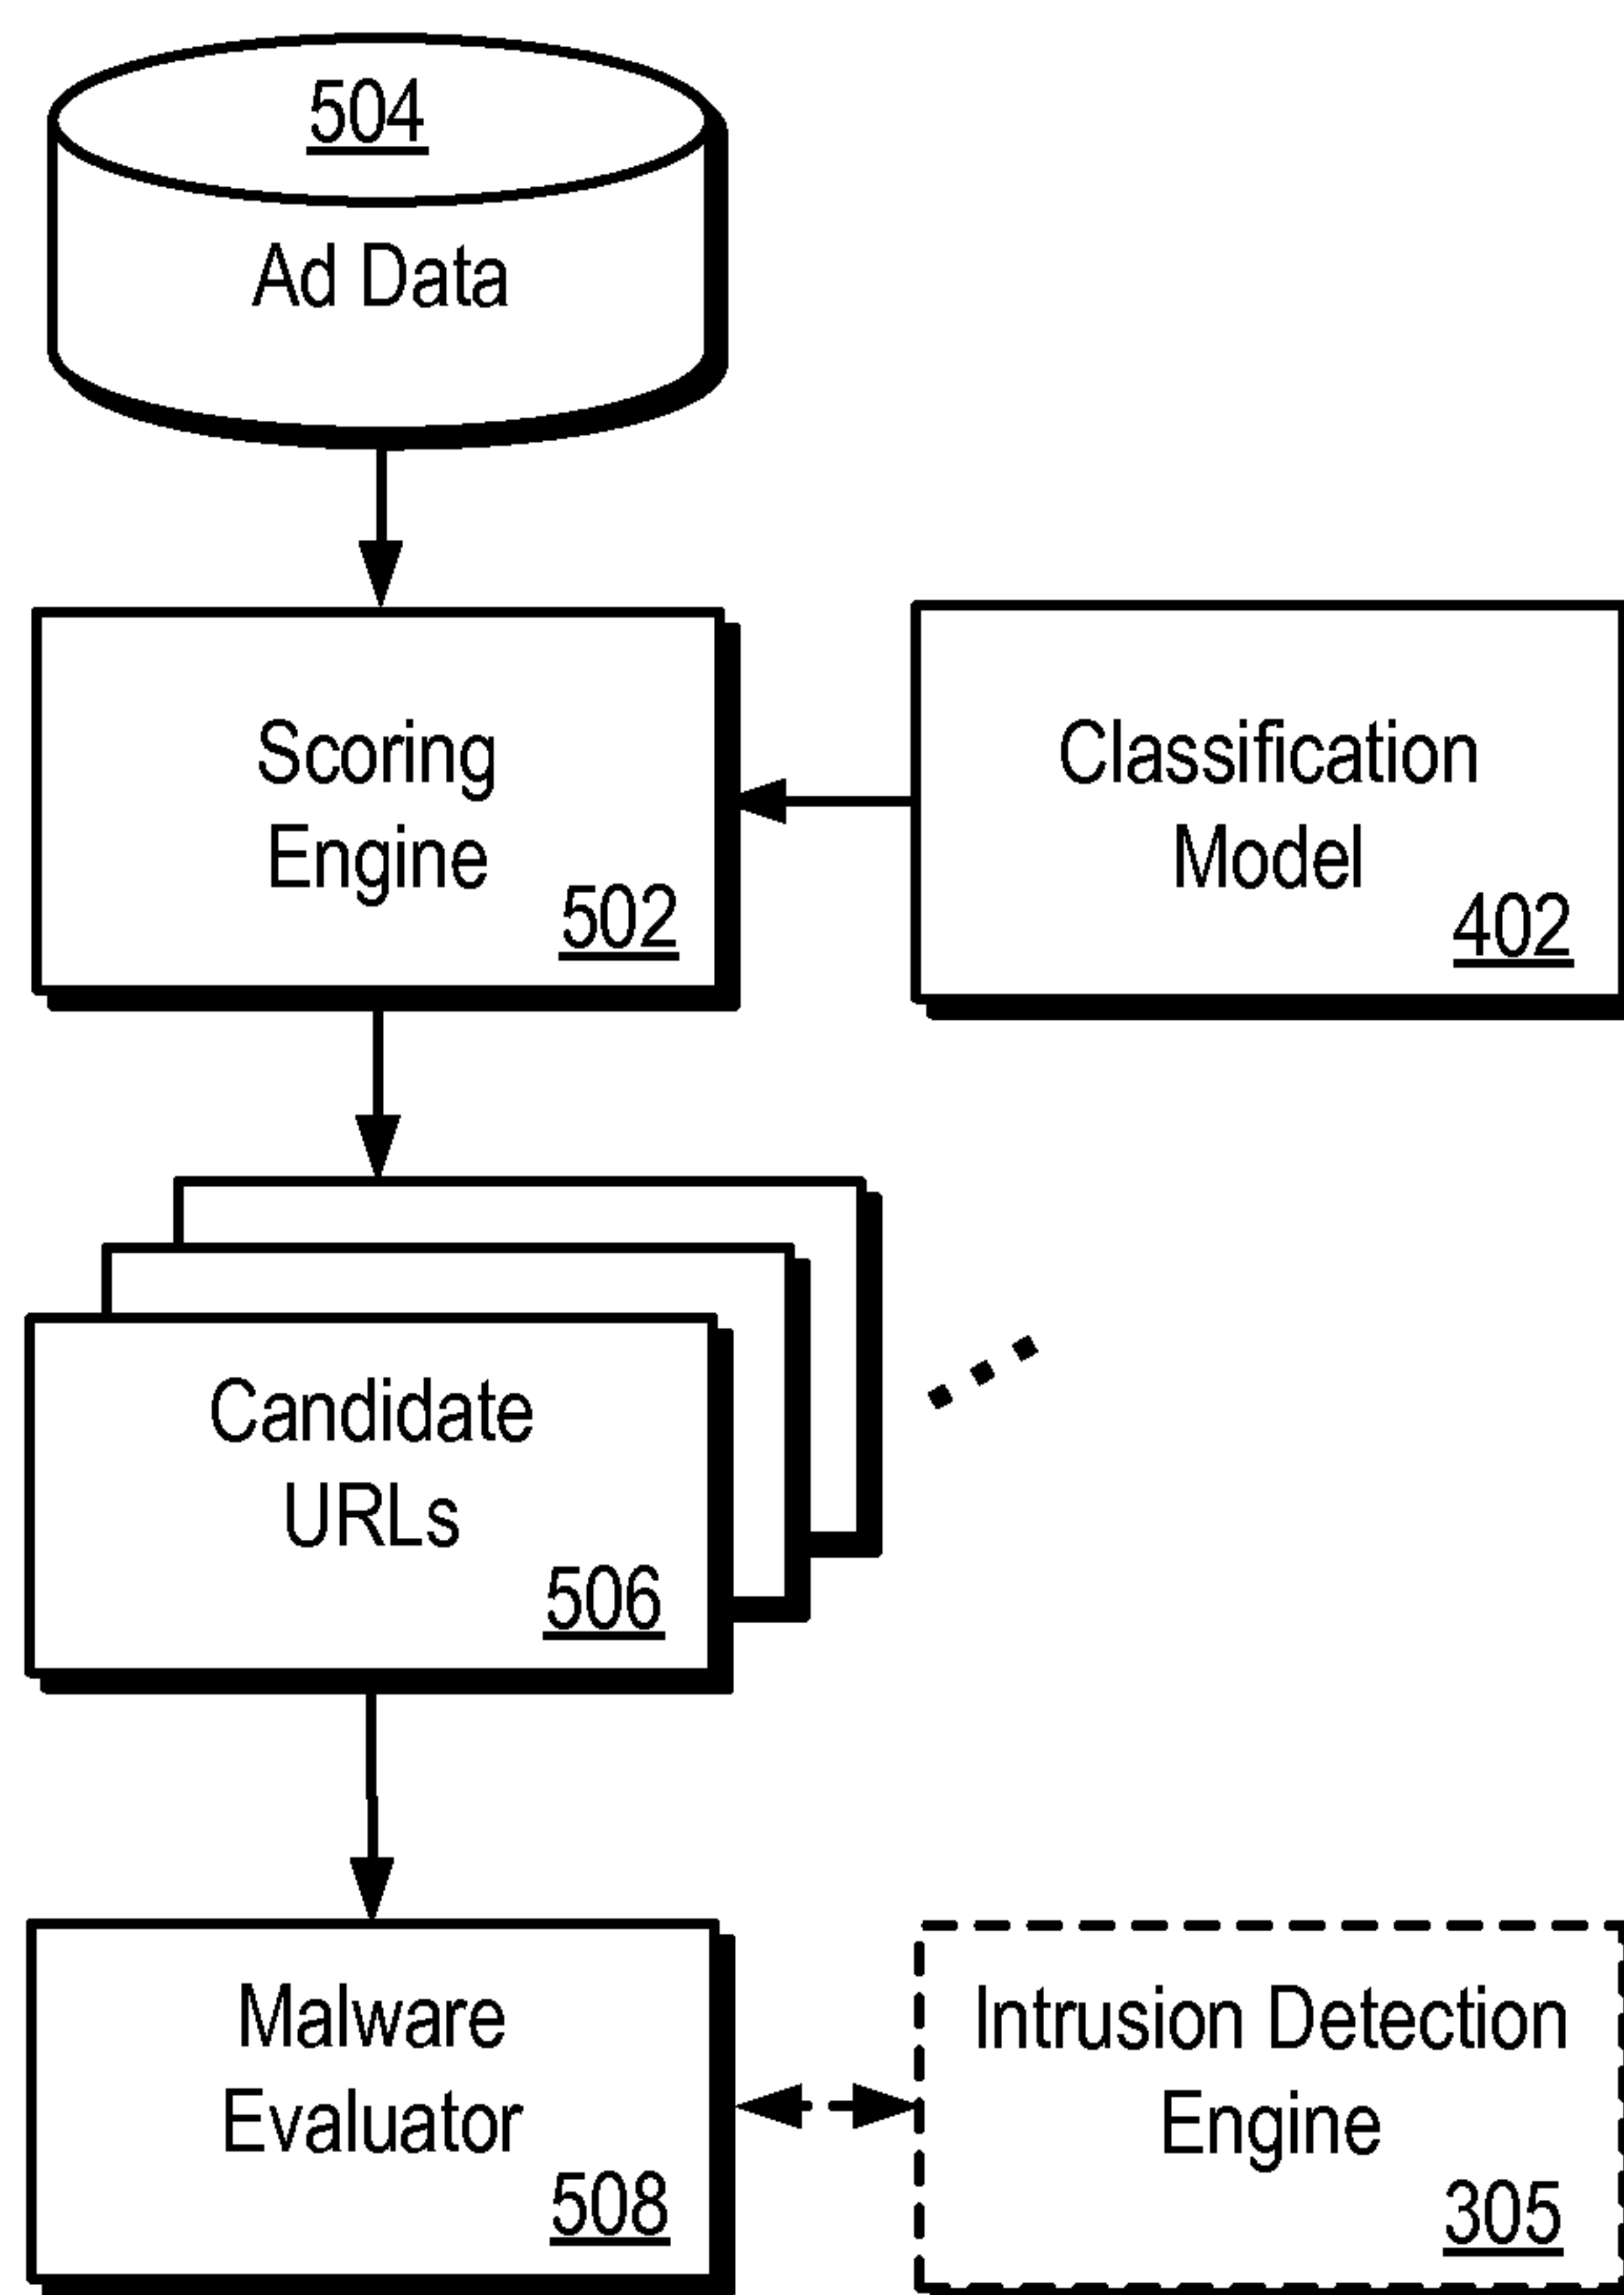 504
Ad Data
Scoring
Engine
502
Classification
Model
402
Candidate
URLs
506
Malware
Evaluator
508
Intrusion Detection
Engine
305